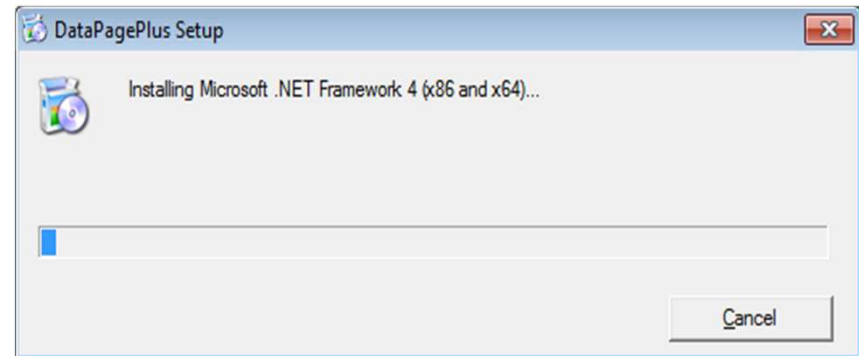 DataPagePlus Setup
Installing Microsoft .NET Framework 4 (x86 and x64)...
Cancel